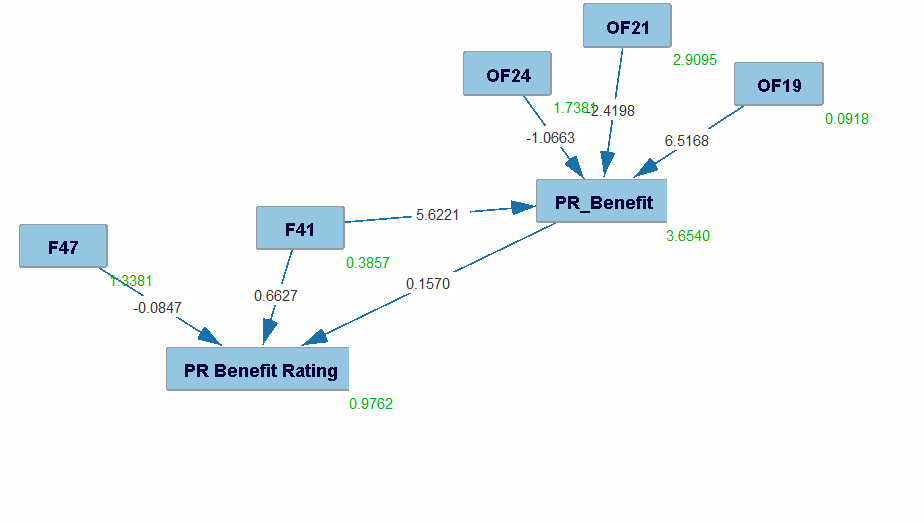 OF21
OF24
2.9095
OF19
1.7381
2.4198
0.0918
-1.0663
6.5168
PR_Benefit
F41
5.6221
3.6540
F47
0.3857
1.3381
0.1570
0.6627
-0.0847
PR Benefit Rating
0.9762